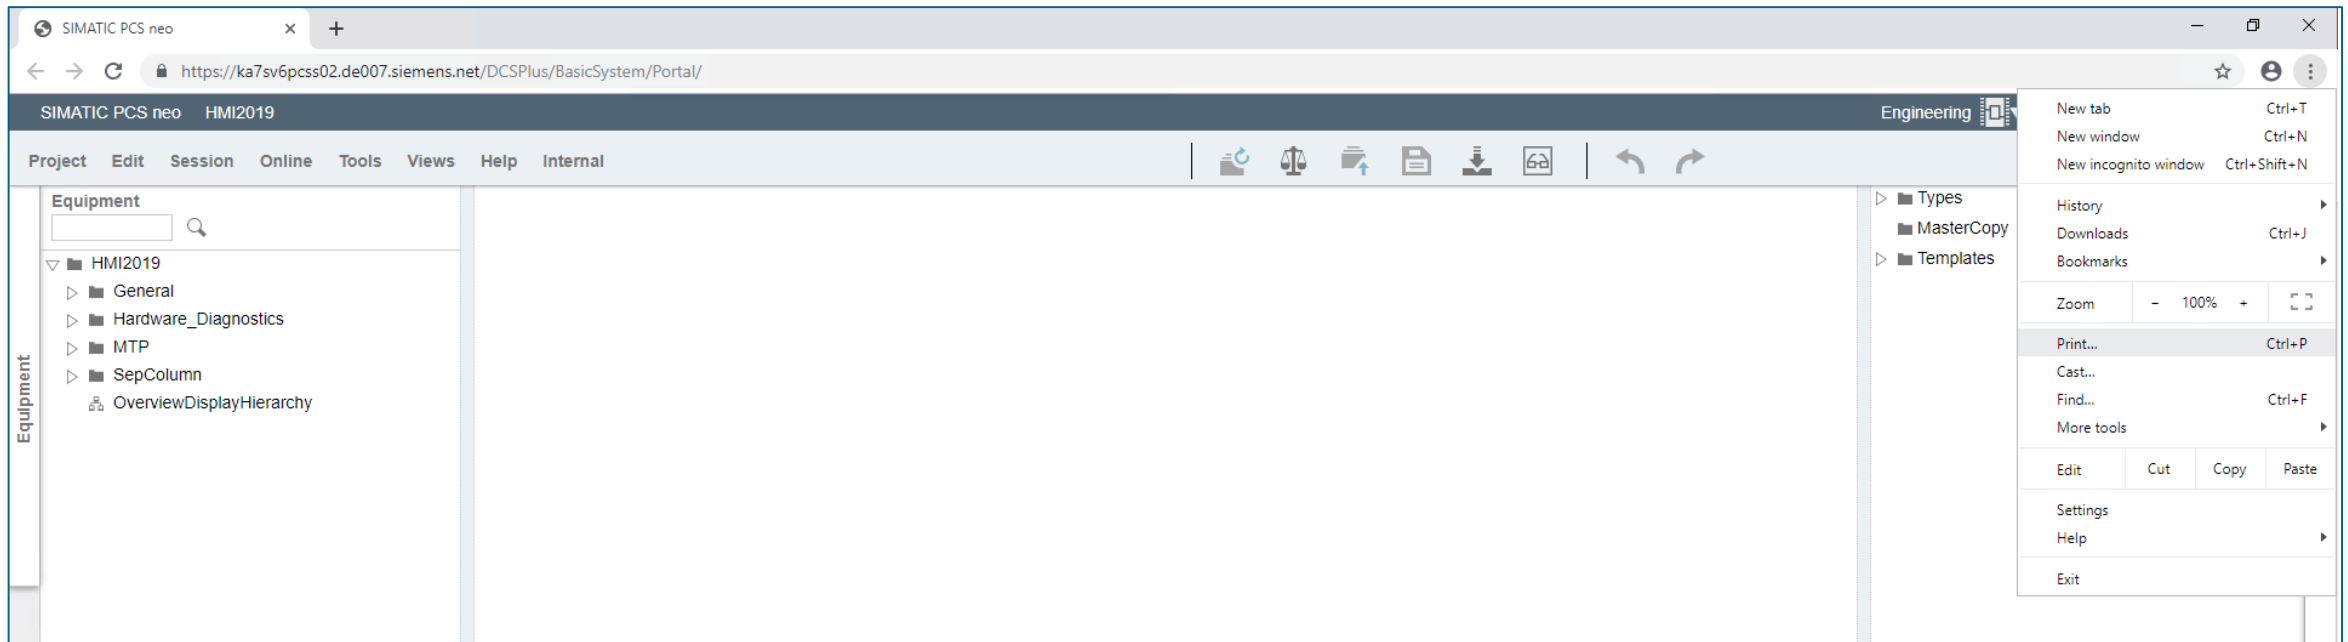 SIMATIC PCS neo
https://ka7sv6pcss02.de007.siemens.net/DCSPlus/BasicSystem/Portal/
SIMATIC PCS neo HMI2019
Engineering
Project Edit Session Online Tools Views Help Internal
Equipment
Equipment
HMI2019
General
Hardware_Diagnostics
MTP
SepColumn
OverviewDisplayHierarchy
Types
MasterCopy
Templates
New tab Ctrl+T
New window Ctrl+N
New incognito window Ctrl+Shift+N
History
Downloads Ctrl+J
Bookmarks
Zoom - 100% +
Print... Ctrl+P
Cast...
Find... Ctrl+F
More tools
Edit Cut Copy Paste
Settings
Help
Exit